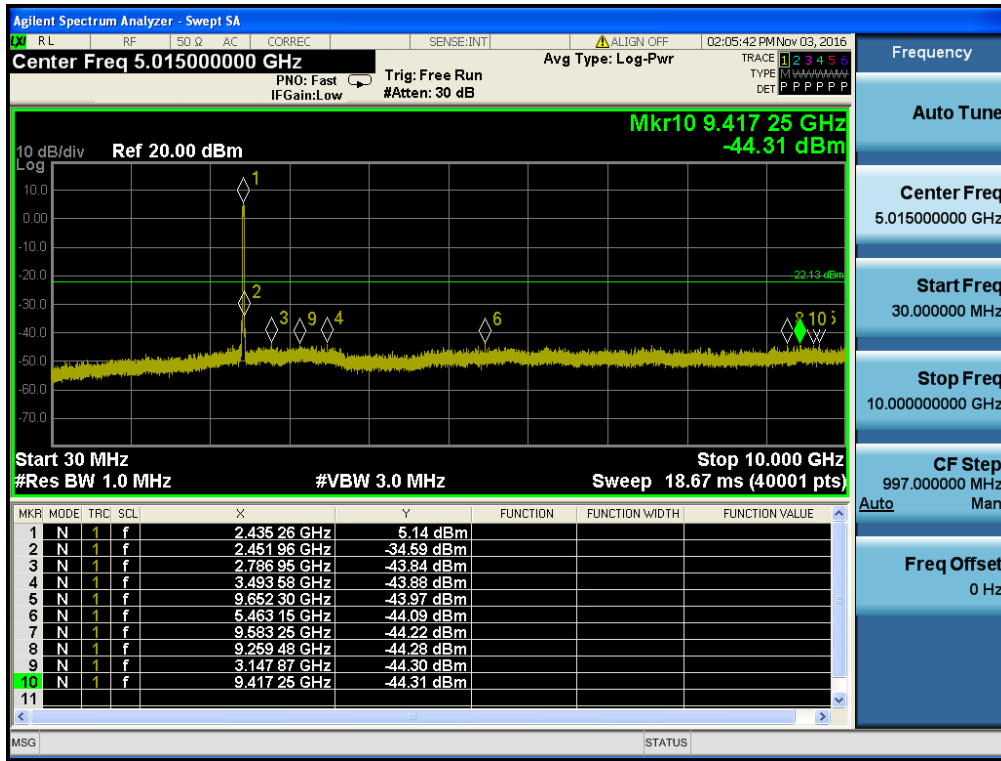 Agilent Spectrum Analyzer - Swept SA
LXI RL RF 50 Ω AC CORREC SENSE:INT ALIGN OFF 02:05:42 PM Nov 03, 2016
Center Freq 5.015000000 GHz
PNO: Fast
IFGain:Low
Trig: Free Run
#Atten: 30 dB
Avg Type: Log-Pwr
TRACE 1 2 3 4 5 6
TYPE M
DET P P P P P P
Mkr10 9.417 25 GHz
-44.31 dBm
10 dB/div Ref 20.00 dBm
Log
10.0
0.00
-10.0
-20.0
-30.0
-40.0
-50.0
-60.0
-70.0
1
2
3 9 4
6
8 10 5
22.13 dBm
Start 30 MHz Stop 10.000 GHz
#Res BW 1.0 MHz #VBW 3.0 MHz Sweep 18.67 ms (40001 pts)
MKR MODE TRC SCL X Y FUNCTION FUNCTION WIDTH FUNCTION VALUE
1 N 1 f 2.435 26 GHz 5.14 dBm
2 N 1 f 2.451 96 GHz -34.59 dBm
3 N 1 f 2.786 95 GHz -43.84 dBm
4 N 1 f 3.493 58 GHz -43.88 dBm
5 N 1 f 9.652 30 GHz -43.97 dBm
6 N 1 f 5.463 15 GHz -44.09 dBm
7 N 1 f 9.583 25 GHz -44.22 dBm
8 N 1 f 9.259 48 GHz -44.28 dBm
9 N 1 f 3.147 87 GHz -44.30 dBm
10 N 1 f 9.417 25 GHz -44.31 dBm
11
MSG STATUS
Frequency
Auto Tune
Center Freq
5.015000000 GHz
Start Freq
30.000000 MHz
Stop Freq
10.000000000 GHz
CF Step
997.000000 MHz
Auto Man
Freq Offset
0 Hz